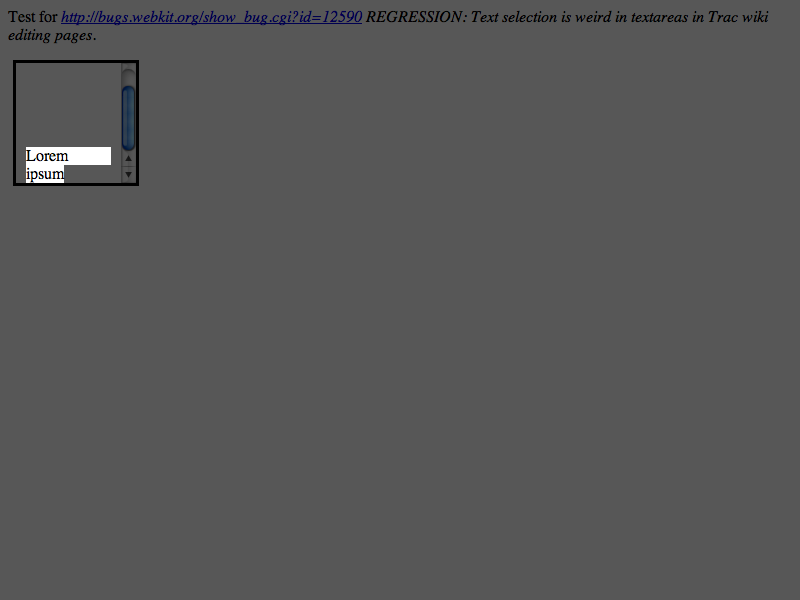 Test for http://bugs.webkit.org/show_bug.cgi?id=12590 REGRESSION: Text selection is weird in textareas in Trac wiki
editing pages.
Lorem
ipsum